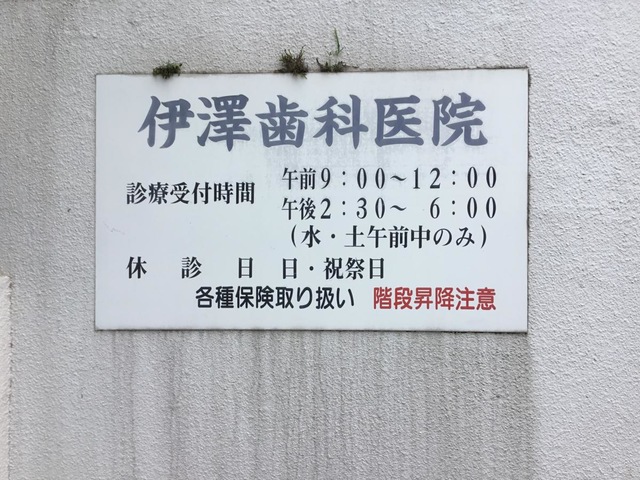 伊澤歯科医院
診療受付時間 午前9:00〜12:00
午後2:30〜 6:00
(水・土午前中のみ)
休 診 日 日・祝祭日
各種保険取り扱い 階段昇降注意